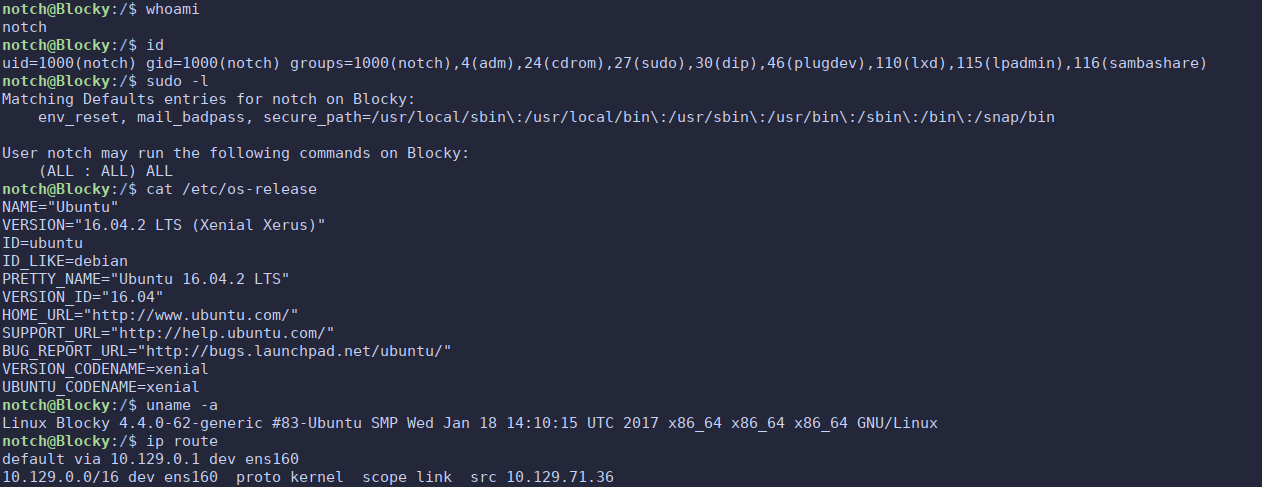 notch@Blocky:/$ whoami
notch
notch@Blocky:/$ id
uid=1000(notch) gid=1000(notch) groups=1000(notch),4(adm),24(cdrom),27(sudo),30(dip),46(plugdev),110(lxd),115(lpadmin),116(sambashare)
notch@Blocky:/$ sudo -l
Matching Defaults entries for notch on Blocky:
    env_reset, mail_badpass, secure_path=/usr/local/sbin\:/usr/local/bin\:/usr/sbin\:/usr/bin\:/sbin\:/bin\:/snap/bin

User notch may run the following commands on Blocky:
    (ALL : ALL) ALL
notch@Blocky:/$ cat /etc/os-release
NAME="Ubuntu"
VERSION="16.04.2 LTS (Xenial Xerus)"
ID=ubuntu
ID_LIKE=debian
PRETTY_NAME="Ubuntu 16.04.2 LTS"
VERSION_ID="16.04"
HOME_URL="http://www.ubuntu.com/"
SUPPORT_URL="http://help.ubuntu.com/"
BUG_REPORT_URL="http://bugs.launchpad.net/ubuntu/"
VERSION_CODENAME=xenial
UBUNTU_CODENAME=xenial
notch@Blocky:/$ uname -a
Linux Blocky 4.4.0-62-generic #83-Ubuntu SMP Wed Jan 18 14:10:15 UTC 2017 x86_64 x86_64 x86_64 GNU/Linux
notch@Blocky:/$ ip route
default via 10.129.0.1 dev ens160
10.129.0.0/16 dev ens160  proto kernel  scope link  src 10.129.71.36